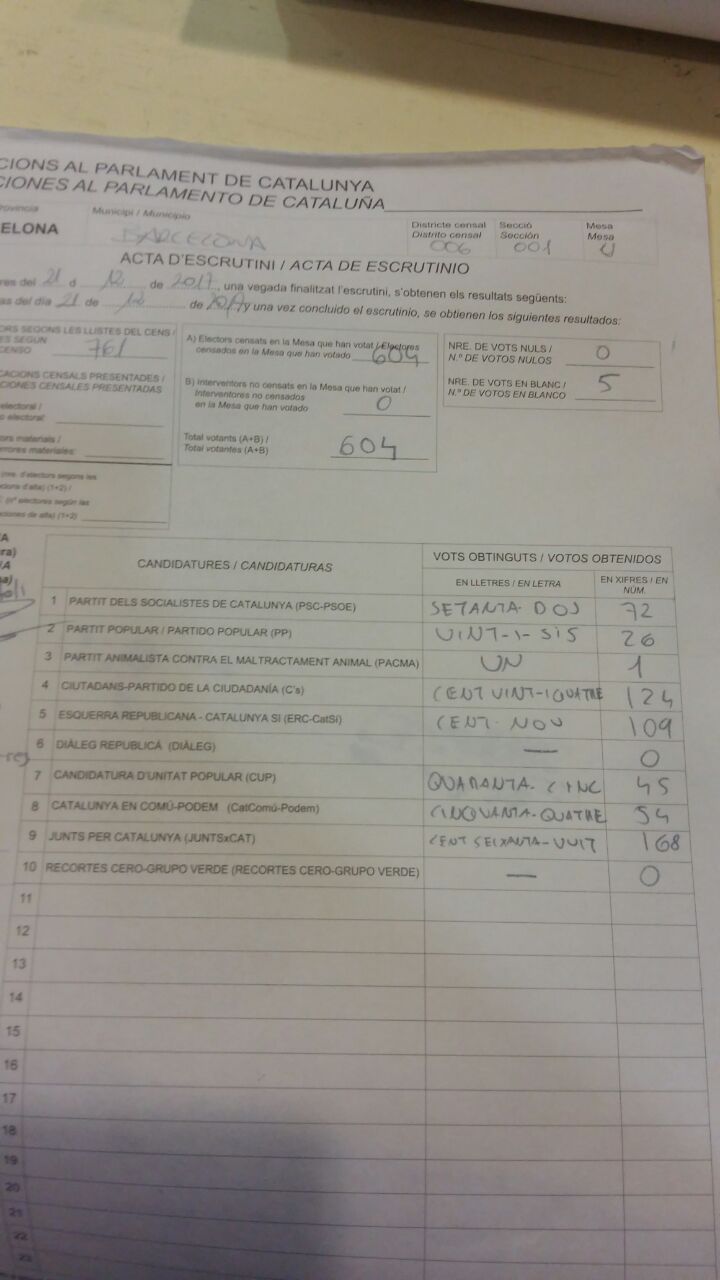 CIONS AL PARLAMENT DE CATALUNYA
CIONES AL PARLAMENTO DE CATALUÑA
rovincia Municipi / Municipio Districte censal Secció Mesa
ELONA BARCELONA Distrito censal Sección Mesa
006 001 U
ACTA D'ESCRUTINI / ACTA DE ESCRUTINIO
res del 21 d 12 de 2017, una vegada finalitzat l'escrutini, s'obtenen els resultats següents:
as del día 21 de 12 de 2017 y una vez concluido el escrutinio, se obtienen los siguientes resultados:
ORS SEGONS LES LLISTES DEL CENS /
ES SEGÚN
CENSO 761
CACIONS CENSALS PRESENTADES /
CIONES CENSALES PRESENTADAS
electoral /
o electoral:
ors materials /
rrores materiales:
(nre. d'electors segons les
cions d'alta) (1+2) /
(nº electores según las
ciones de alta) (1+2)
A) Electors censats en la Mesa que han votat / Electores
censados en la Mesa que han votado 604
B) Interventors no censats en la Mesa que han votat /
Interventores no censados
en la Mesa que han votado 0
Total votants (A+B) /
Total votantes (A+B) 604
NRE. DE VOTS NULS /
N.º DE VOTOS NULOS 0
NRE. DE VOTS EN BLANC /
N.º DE VOTOS EN BLANCO 5
CANDIDATURES / CANDIDATURAS VOTS OBTINGUTS / VOTOS OBTENIDOS
EN LLETRES / EN LETRA EN XIFRES / EN NÚM.
1 PARTIT DELS SOCIALISTES DE CATALUNYA (PSC-PSOE) SETANTA-DOS 72
2 PARTIT POPULAR / PARTIDO POPULAR (PP) VINT-I-SIS 26
3 PARTIT ANIMALISTA CONTRA EL MALTRACTAMENT ANIMAL (PACMA) UN 1
4 CIUTADANS-PARTIDO DE LA CIUDADANÍA (C's) CENT VINT-I QUATRE 124
5 ESQUERRA REPUBLICANA - CATALUNYA SI (ERC-CatSí) CENT-NOU 109
6 DIÀLEG REPUBLICÀ (DIÀLEG) — 0
7 CANDIDATURA D'UNITAT POPULAR (CUP) QUARANTA-CINC 45
8 CATALUNYA EN COMÚ-PODEM (CatComú-Podem) CINQUANTA-QUATRE 54
9 JUNTS PER CATALUNYA (JUNTSxCAT) CENT SEIXANTA-VUIT 168
10 RECORTES CERO-GRUPO VERDE (RECORTES CERO-GRUPO VERDE) — 0
11
12
13
14
15
16
17
18
19
20
21
22
23